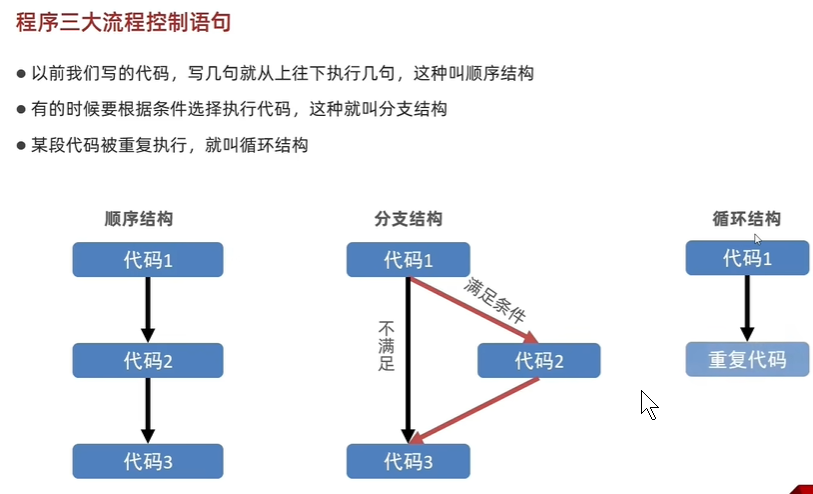 程序三大流程控制语句
以前我们写的代码，写几句就从上往下执行几句，这种叫顺序结构
有的时候要根据条件选择执行代码，这种就叫分支结构
某段代码被重复执行，就叫循环结构
顺序结构
代码1
代码2
代码3
分支结构
代码1
满足条件
不满足
代码2
代码3
循环结构
代码1
重复代码